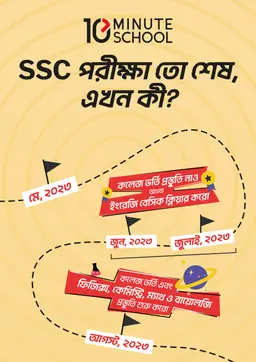 10 MINUTE
SCHOOL
SSC পরীক্ষা তো শেষ,
এখন কী?
মে, ২০২৩
কলেজ ভর্তি প্রস্তুতি নাও
অথবা
ইংরেজি বেসিক ক্লিয়ার করো
জুন, ২০২৩
জুলাই, ২০২৩
কলেজ ভর্তি এবং
ফিজিক্স, কেমিস্ট্রি, ম্যাথ ও বায়োলজি
প্রস্তুতি শুরু করো
আগস্ট, ২০২৩